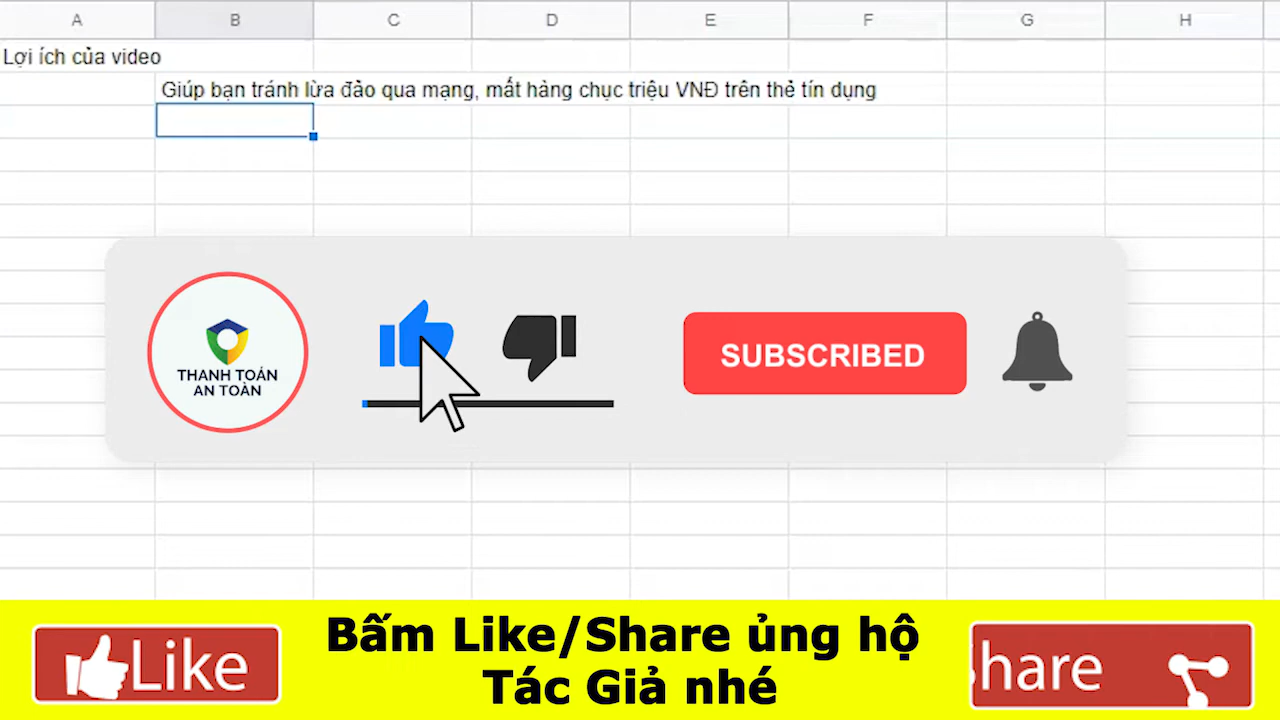 A B C D E F G H
Lợi ích của video
Giúp bạn tránh lừa đảo qua mạng, mất hàng chục triệu VNĐ trên thẻ tín dụng
THANH TOÁN
AN TOÀN
SUBSCRIBED
Bấm Like/Share ủng hộ
Tác Giả nhé
Like
hare